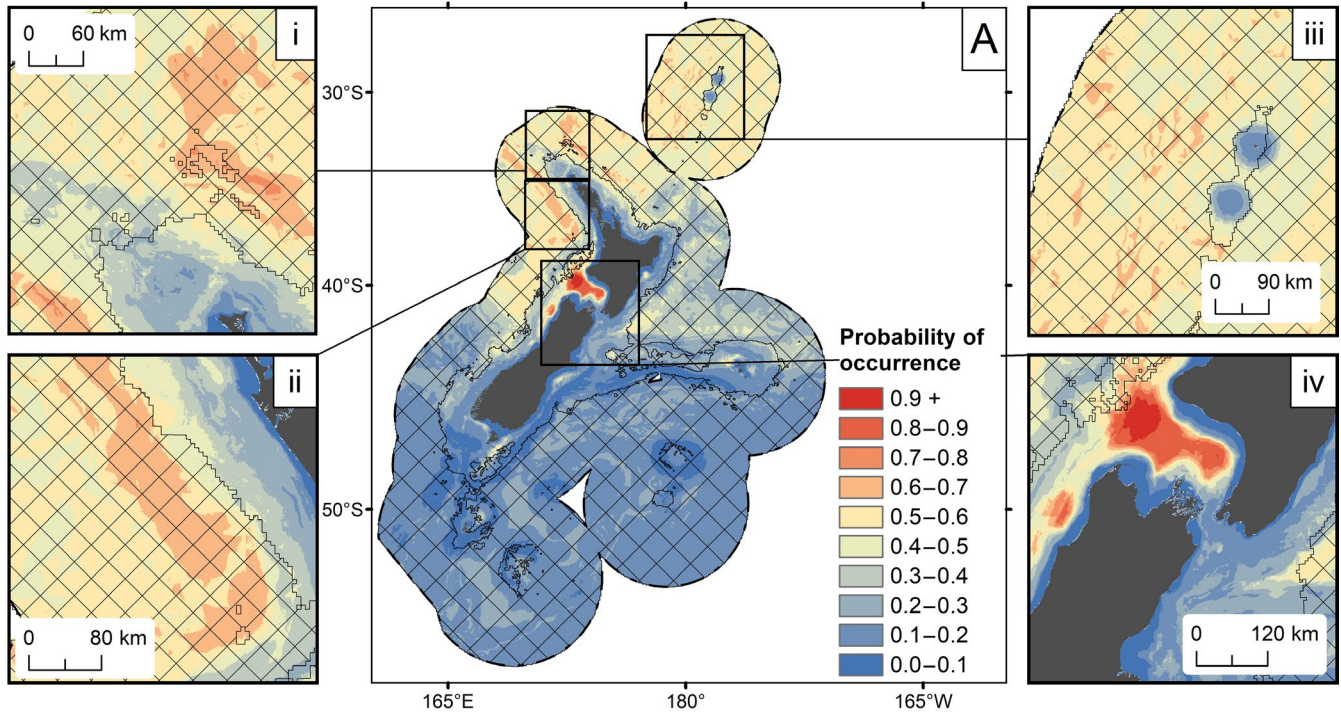 i
0 60 km
A
iii
0 90 km
30°S
40°S
50°S
ii
0 80 km
iv
0 120 km
Probability of
occurrence
0.9 +
0.8–0.9
0.7–0.8
0.6–0.7
0.5–0.6
0.4–0.5
0.3–0.4
0.2–0.3
0.1–0.2
0.0–0.1
165°E
180°
165°W